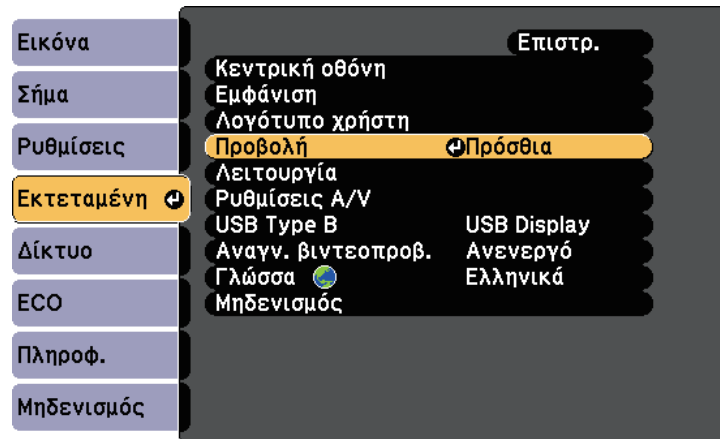 Εικόνα
Σήμα
Ρυθμίσεις
Εκτεταμένη
Δίκτυο
ECO
Πληροφ.
Μηδενισμός
Επιστρ.
Κεντρική οθόνη
Εμφάνιση
Λογότυπο χρήστη
Προβολή Πρόσθια
Λειτουργία
Ρυθμίσεις A/V
USB Type B USB Display
Αναγν. βιντεοπροβ. Ανενεργό
Γλώσσα Ελληνικά
Μηδενισμός